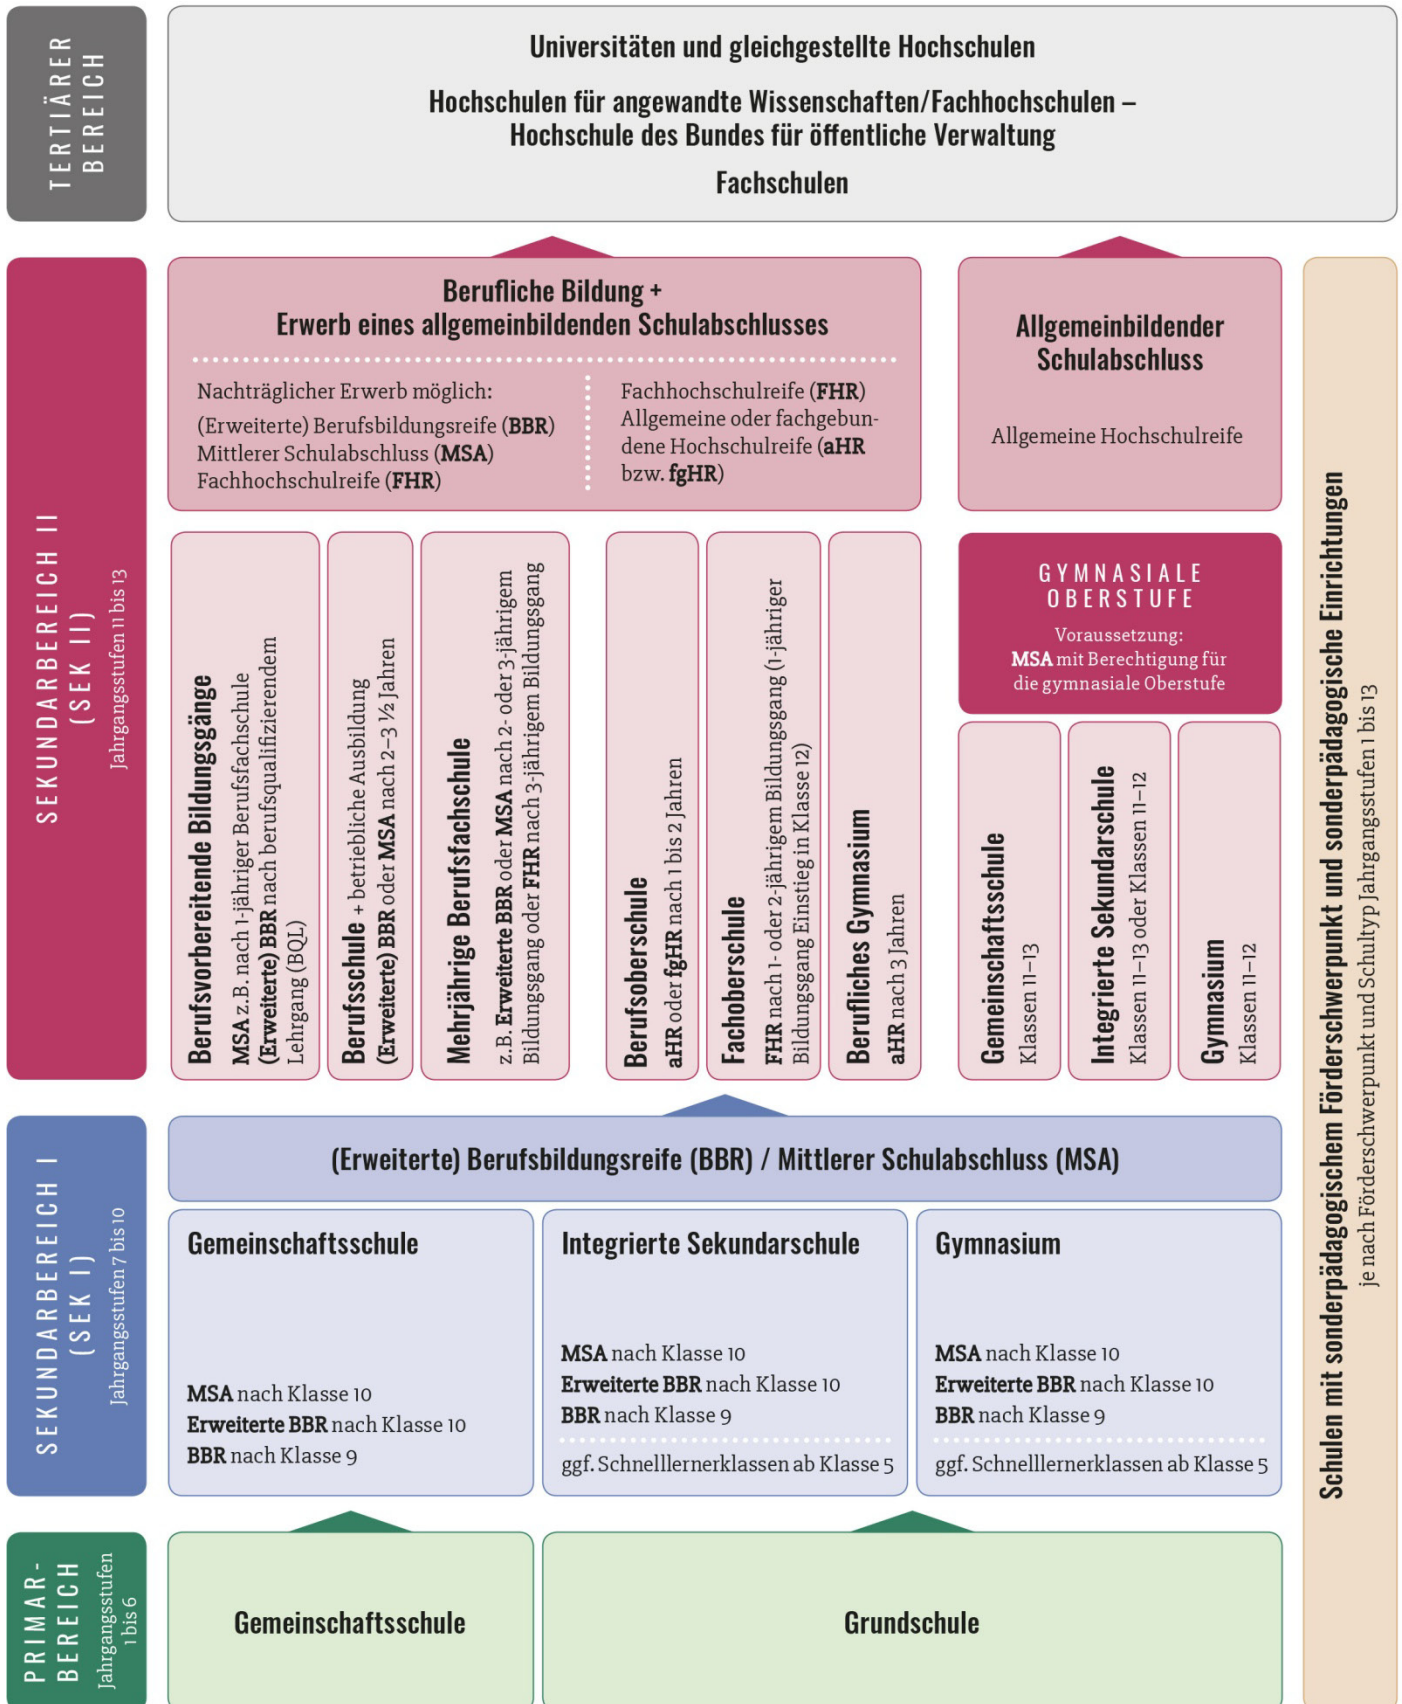 TERTIÄRER
BEREICH
Universitäten und gleichgestellte Hochschulen
Hochschulen für angewandte Wissenschaften/Fachhochschulen –
Hochschule des Bundes für öffentliche Verwaltung
Fachschulen
SEKUNDARBEREICH II
(SEK II)
Jahrgangsstufen 11 bis 13
Berufliche Bildung +
Erwerb eines allgemeinbildenden Schulabschlusses
Nachträglicher Erwerb möglich:
(Erweiterte) Berufsbildungsreife (BBR)
Mittlerer Schulabschluss (MSA)
Fachhochschulreife (FHR)
Fachhochschulreife (FHR)
Allgemeine oder fachgebun-
dene Hochschulreife (aHR
bzw. fgHR)
Allgemeinbildender
Schulabschluss
Allgemeine Hochschulreife
Berufsvorbereitende Bildungsgänge
MSA z.B. nach 1-jähriger Berufsfachschule
(Erweiterte) BBR nach berufsqualifizierendem
Lehrgang (BQL)
Berufsschule + betriebliche Ausbildung
(Erweiterte) BBR oder MSA nach 2–3 ½ Jahren
Mehrjährige Berufsfachschule
z.B. Erweiterte BBR oder MSA nach 2- oder 3-jährigem
Bildungsgang oder FHR nach 3-jährigem Bildungsgang
Berufsoberschule
aHR oder fgHR nach 1 bis 2 Jahren
Fachoberschule
FHR nach 1- oder 2-jährigem Bildungsgang (1-jähriger
Bildungsgang Einstieg in Klasse 12)
Berufliches Gymnasium
aHR nach 3 Jahren
GYMNASIALE
OBERSTUFE
Voraussetzung:
MSA mit Berechtigung für
die gymnasiale Oberstufe
Gemeinschaftsschule
Klassen 11–13
Integrierte Sekundarschule
Klassen 11–13 oder Klassen 11–12
Gymnasium
Klassen 11–12
Schulen mit sonderpädagogischem Förderschwerpunkt und sonderpädagogische Einrichtungen
je nach Förderschwerpunkt und Schultyp Jahrgangsstufen 1 bis 13
SEKUNDARBEREICH I
(SEK I)
Jahrgangsstufen 7 bis 10
(Erweiterte) Berufsbildungsreife (BBR) / Mittlerer Schulabschluss (MSA)
Gemeinschaftsschule
MSA nach Klasse 10
Erweiterte BBR nach Klasse 10
BBR nach Klasse 9
Integrierte Sekundarschule
MSA nach Klasse 10
Erweiterte BBR nach Klasse 10
BBR nach Klasse 9
ggf. Schnelllernerklassen ab Klasse 5
Gymnasium
MSA nach Klasse 10
Erweiterte BBR nach Klasse 10
BBR nach Klasse 9
ggf. Schnelllernerklassen ab Klasse 5
PRIMAR-
BEREICH
Jahrgangsstufen
1 bis 6
Gemeinschaftsschule
Grundschule